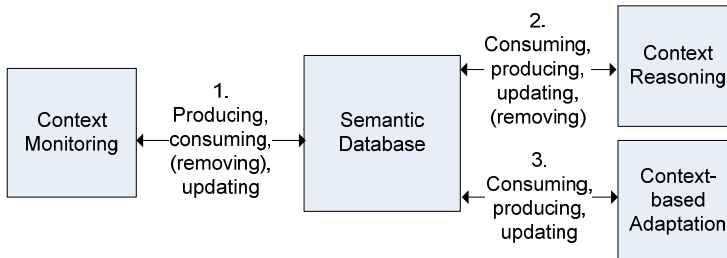 Context
Monitoring
1.
Producing,
consuming,
(removing),
updating
Semantic
Database
2.
Consuming,
producing,
updating,
(removing)
Context
Reasoning
3.
Consuming,
producing,
updating
Context-
based
Adaptation